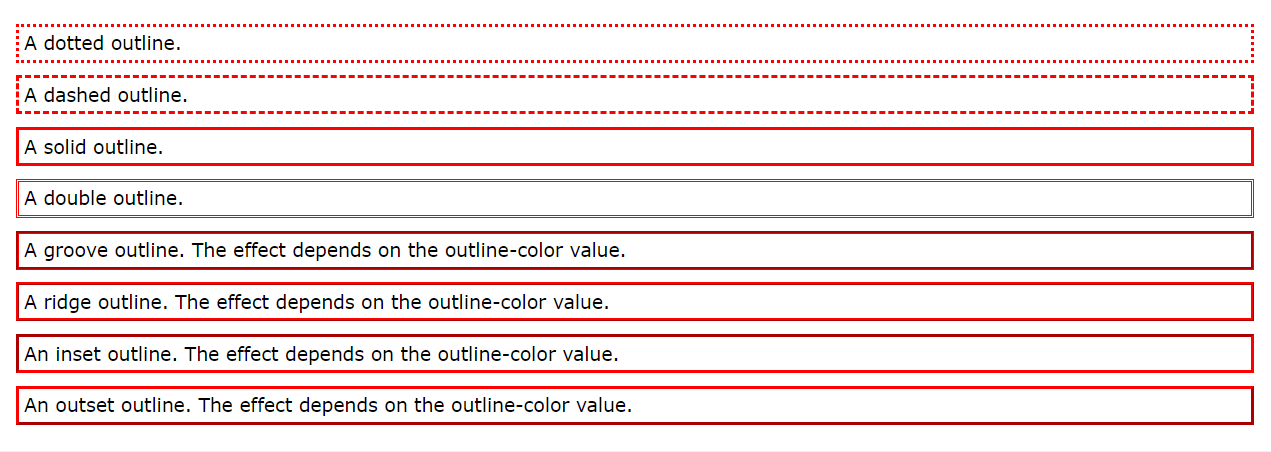 A dotted outline.
A dashed outline.
A solid outline.
A double outline.
A groove outline. The effect depends on the outline-color value.
A ridge outline. The effect depends on the outline-color value.
An inset outline. The effect depends on the outline-color value.
An outset outline. The effect depends on the outline-color value.